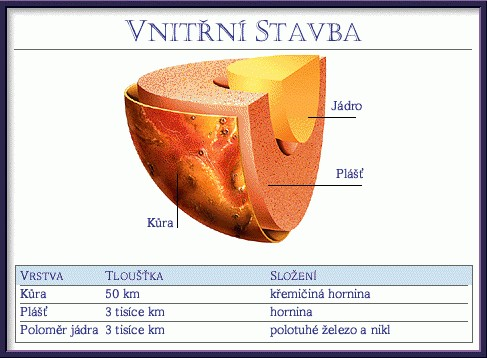 VNITŘNÍ STAVBA
Jádro
Plášť
Kůra
VRSTVA TLOUŠŤKA SLOŽENÍ
Kůra 50 km křemičiná hornina
Plášť 3 tisíce km hornina
Poloměr jádra 3 tisíce km polotuhé železo a nikl